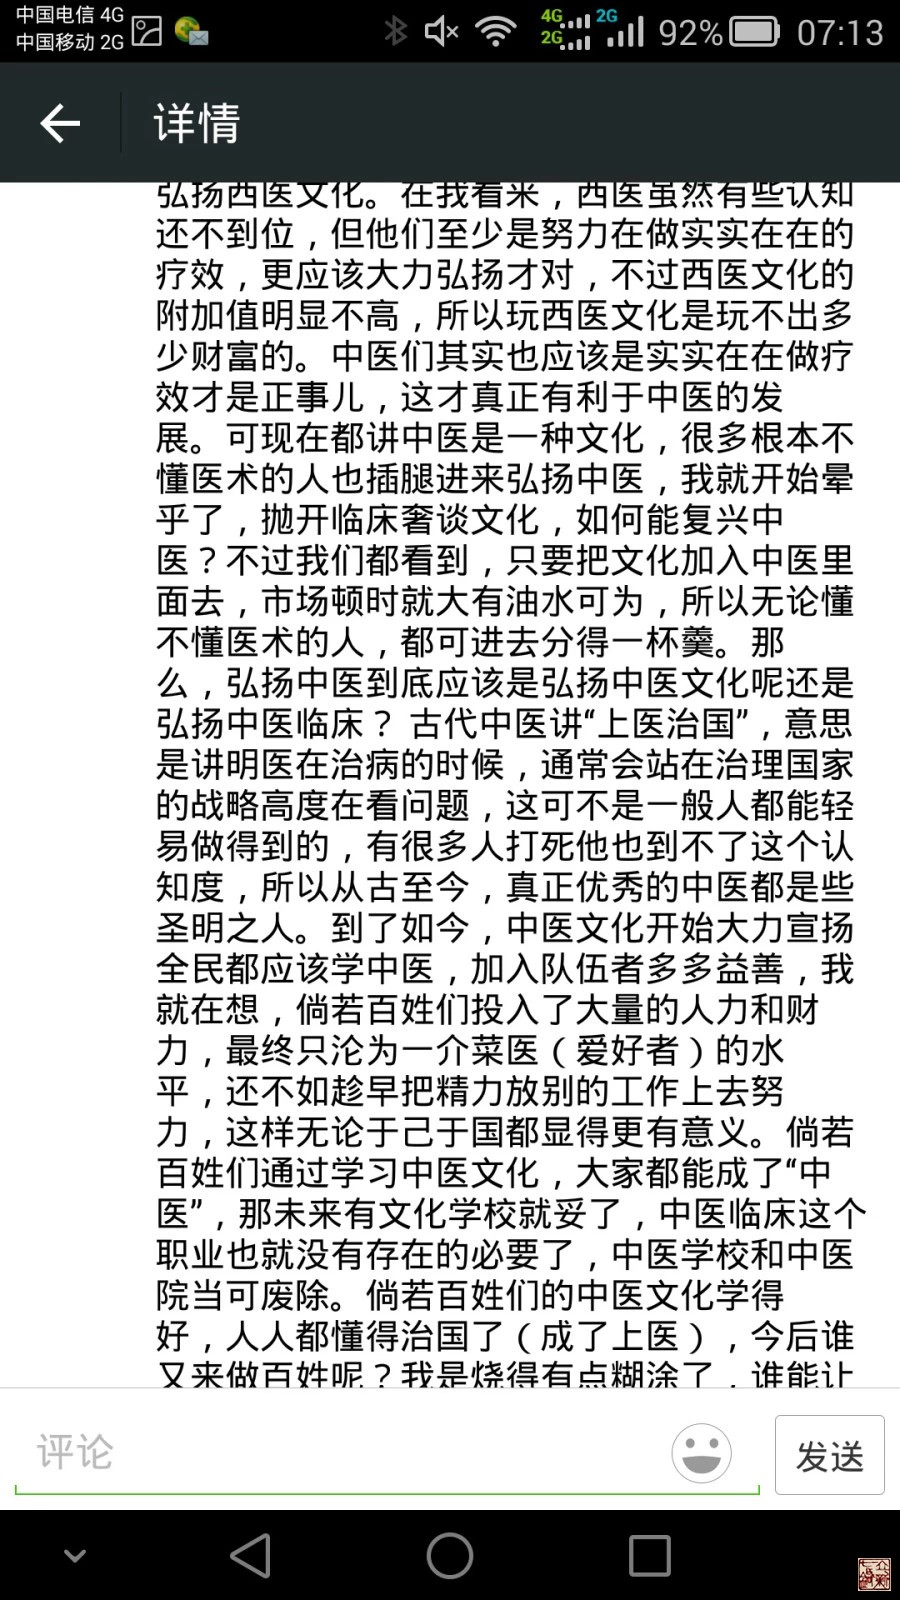 中国电信 4G
中国移动 2G
4G
2G
2G
92%
07:13
详情
弘扬西医文化。在我看来，西医虽然有些认知
还不到位，但他们至少是努力在做实实在在的
疗效，更应该大力弘扬才对，不过西医文化的
附加值明显不高，所以玩西医文化是玩不出多
少财富的。中医们其实也应该是实实在在做疗
效才是正事儿，这才真正有利于中医的发
展。可现在都讲中医是一种文化，很多根本不
懂医术的人也插腿进来弘扬中医，我就开始晕
乎了，抛开临床奢谈文化，如何能复兴中
医？不过我们都看到，只要把文化加入中医里
面去，市场顿时就大有油水可为，所以无论懂
不懂医术的人，都可进去分得一杯羹。那
么，弘扬中医到底应该是弘扬中医文化呢还是
弘扬中医临床？ 古代中医讲“上医治国”，意思
是讲明医在治病的时候，通常会站在治理国家
的战略高度在看问题，这可不是一般人都能轻
易做得到的，有很多人打死他也到不了这个认
知度，所以从古至今，真正优秀的中医都是些
圣明之人。到了如今，中医文化开始大力宣扬
全民都应该学中医，加入队伍者多多益善，我
就在想，倘若百姓们投入了大量的人力和财
力，最终只沦为一介菜医（爱好者）的水
平，还不如趁早把精力放别的工作上去努
力，这样无论于己于国都显得更有意义。倘若
百姓们通过学习中医文化，大家都能成了“中
医”，那未来有文化学校就妥了，中医临床这个
职业也就没有存在的必要了，中医学校和中医
院当可废除。倘若百姓们的中医文化学得
好，人人都懂得治国了（成了上医），今后谁
又来做百姓呢？我是烧得有点糊涂了，谁能让
评论
发送